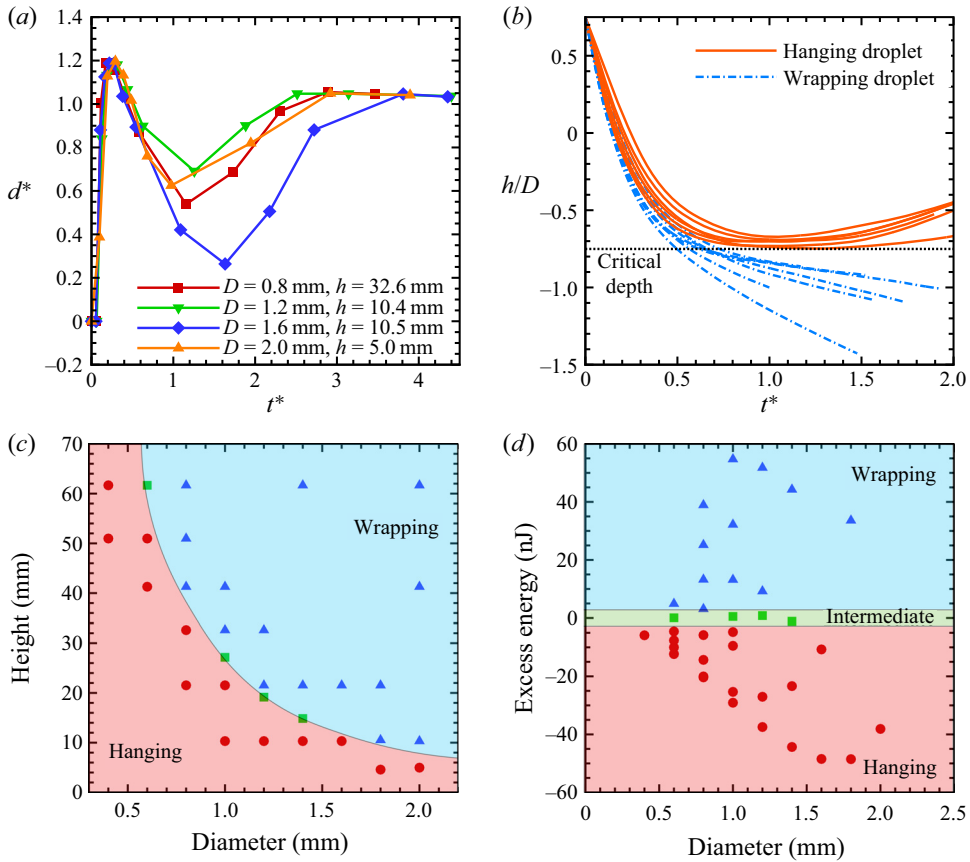 (a)
1.4
1.2
1.0
0.8
0.6
0.4
0.2
0
–0.2
d*
D = 0.8 mm, h = 32.6 mm
D = 1.2 mm, h = 10.4 mm
D = 1.6 mm, h = 10.5 mm
D = 2.0 mm, h = 5.0 mm
0 1 2 3 4
t*
(b)
0.5
0
–0.5
–1.0
–1.5
h/D
Hanging droplet
Wrapping droplet
Critical
depth
0 0.5 1.0 1.5 2.0
t*
(c)
70
60
50
40
30
20
10
0
Height (mm)
Wrapping
Hanging
0.5 1.0 1.5 2.0
Diameter (mm)
(d)
60
40
20
0
–20
–40
–60
Excess energy (nJ)
Wrapping
Intermediate
Hanging
0 0.5 1.0 1.5 2.0 2.5
Diameter (mm)